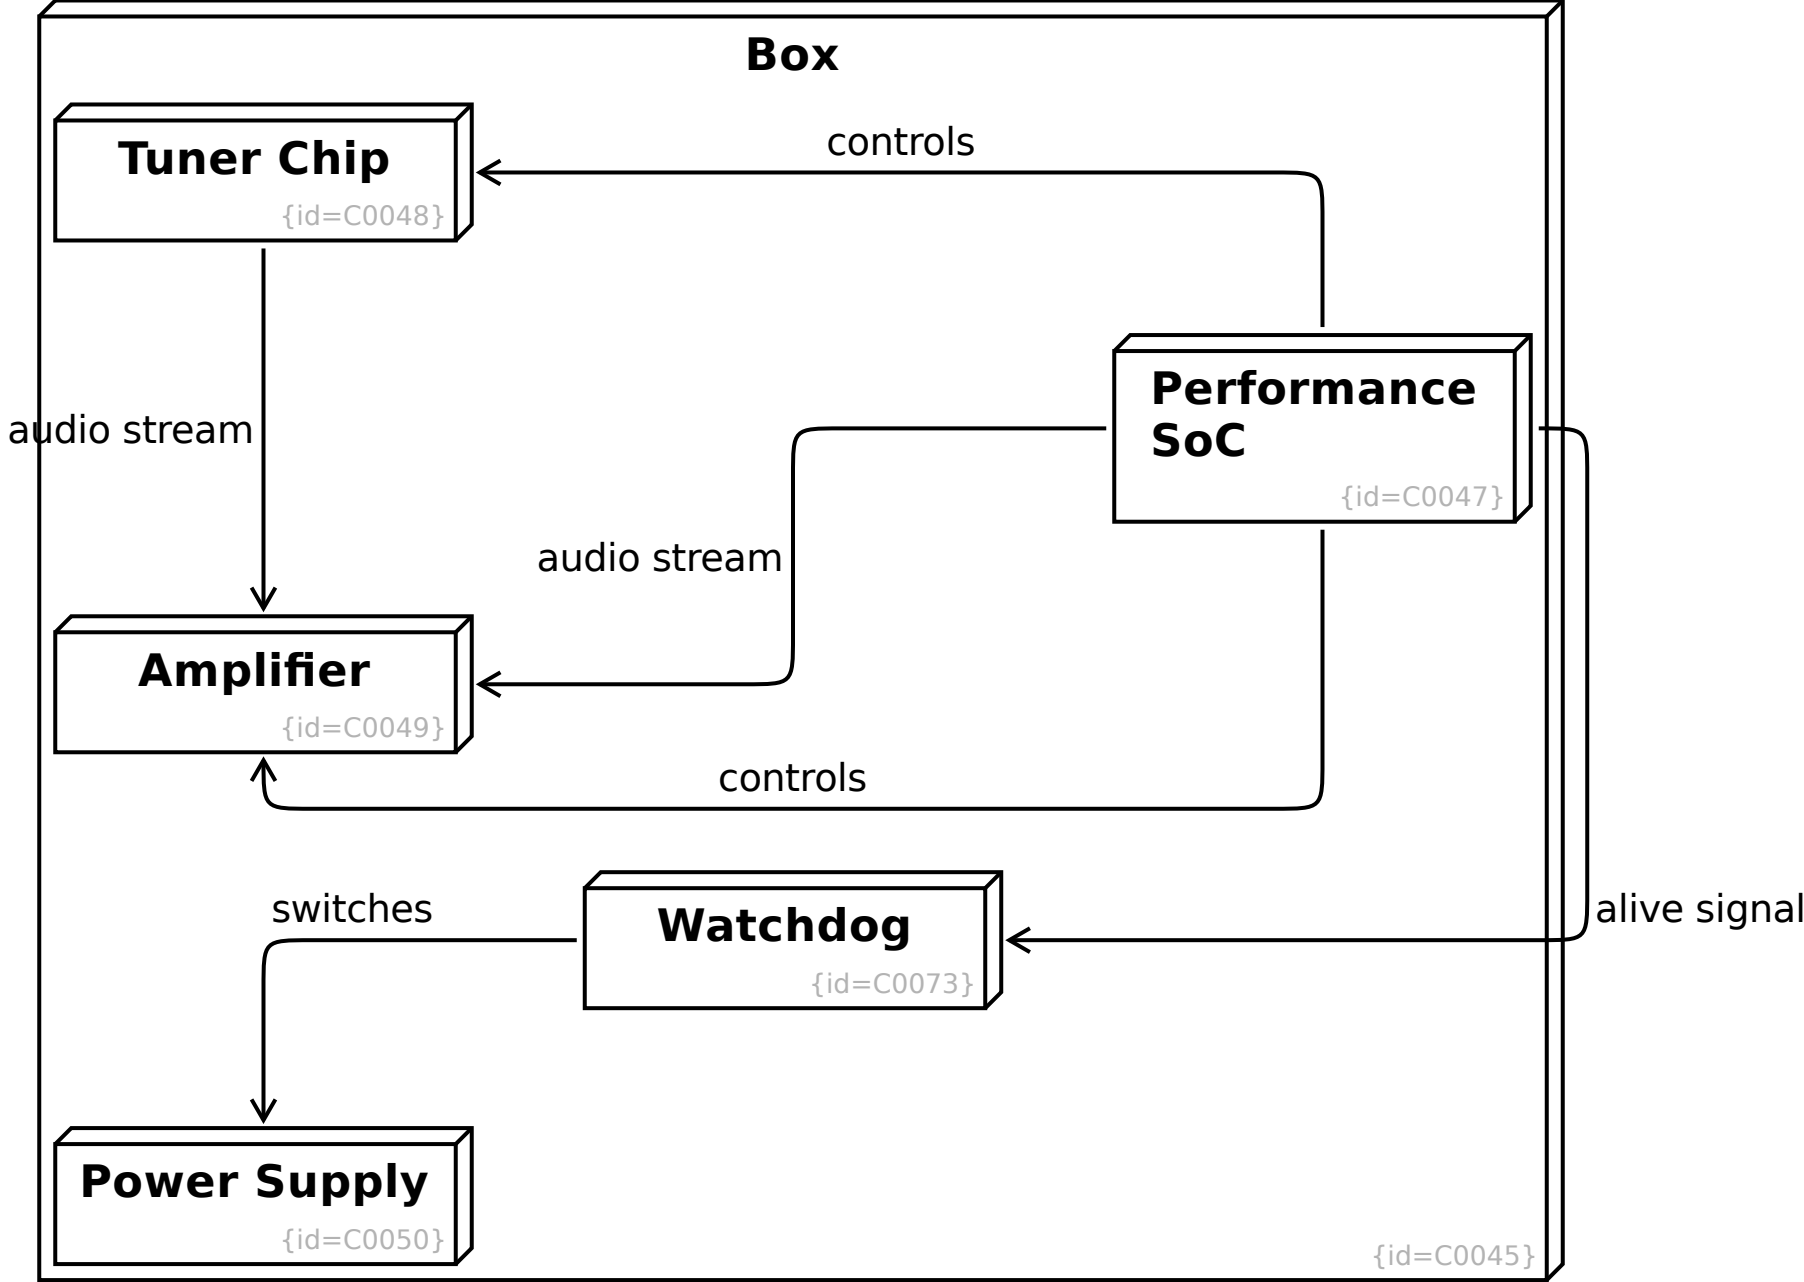 Box
Tuner Chip
{id=C0048}
controls
Performance
SoC
{id=C0047}
audio stream
audio stream
Amplifier
{id=C0049}
controls
switches
Watchdog
{id=C0073}
alive signal
Power Supply
{id=C0050}
{id=C0045}